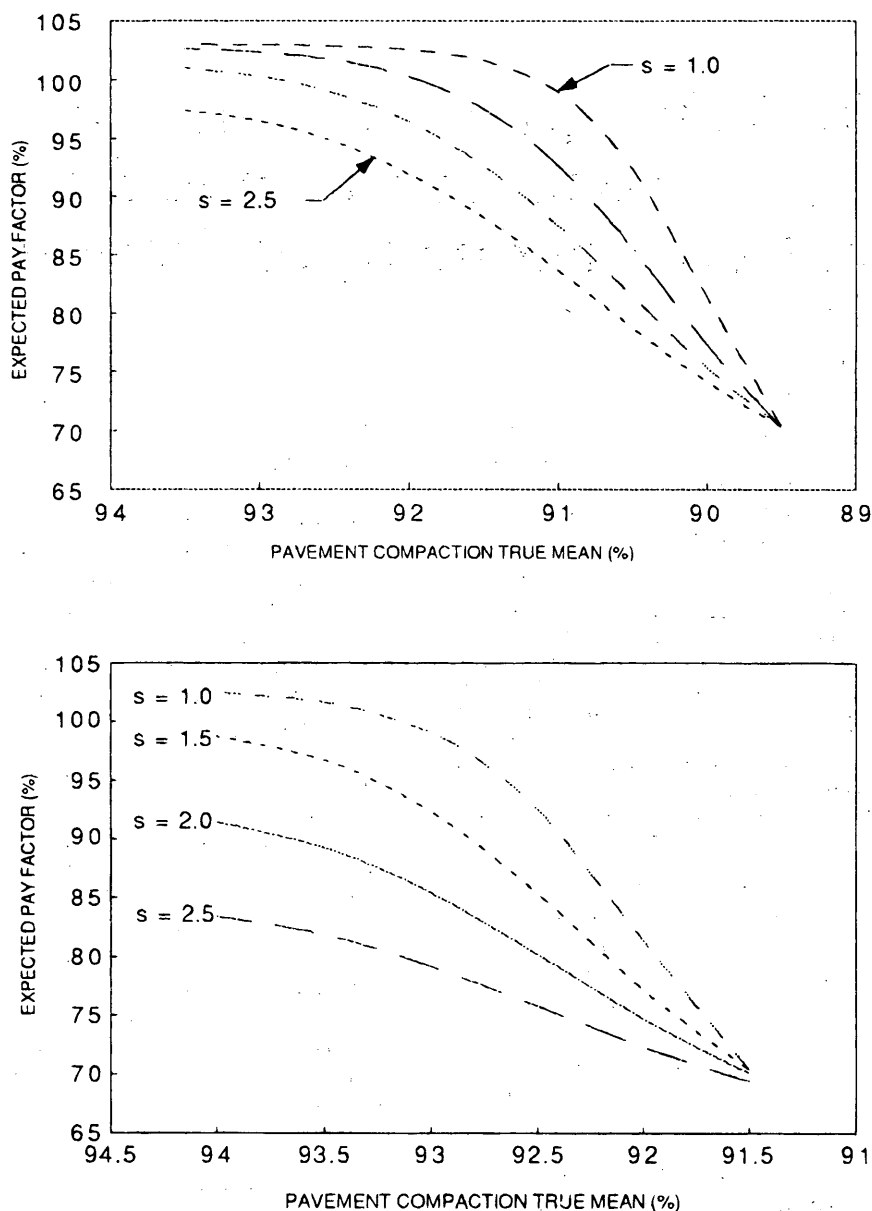 105
100
95
90
85
80
75
70
65
EXPECTED PAY FACTOR (%)
s = 1.0
s = 2.5
94 93 92 91 90 89
PAVEMENT COMPACTION TRUE MEAN (%)
105
100
95
90
85
80
75
70
65
EXPECTED PAY FACTOR (%)
s = 1.0
s = 1.5
s = 2.0
s = 2.5
94.5 94 93.5 93 92.5 92 91.5 91
PAVEMENT COMPACTION TRUE MEAN (%)